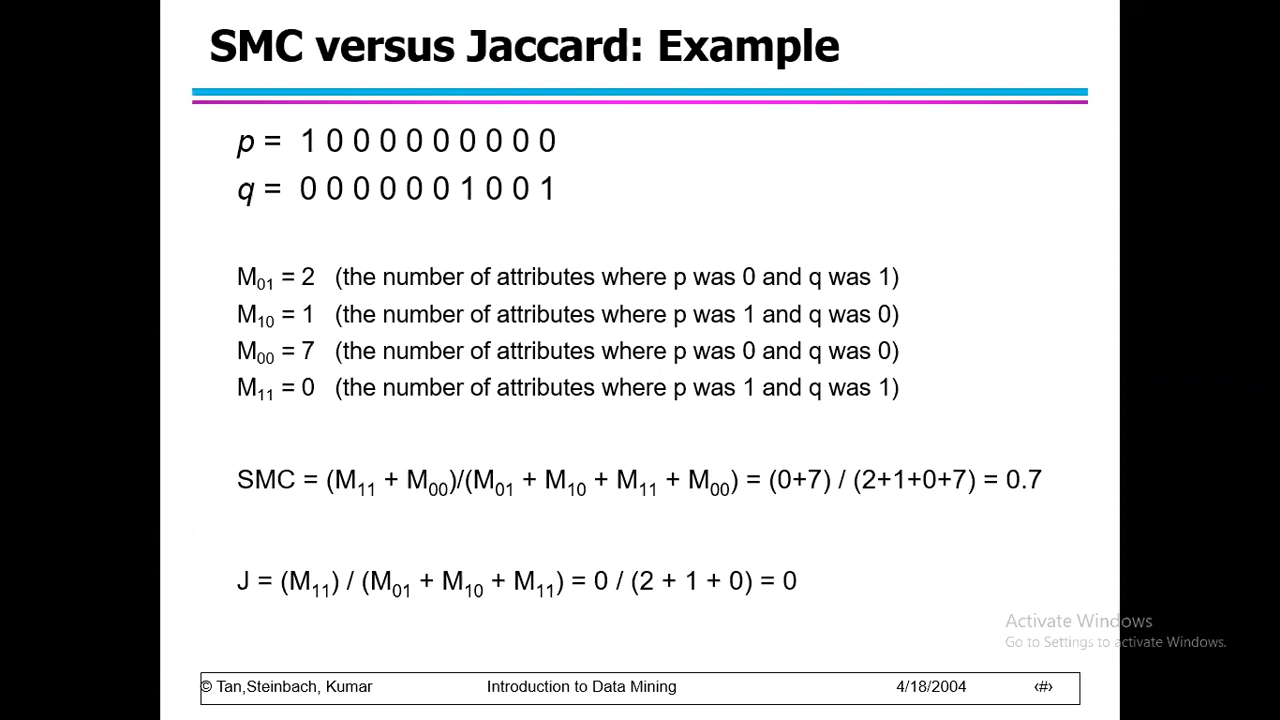 SMC versus Jaccard: Example
p = 1 0 0 0 0 0 0 0 0 0
q = 0 0 0 0 0 0 1 0 0 1
M01 = 2 (the number of attributes where p was 0 and q was 1)
M10 = 1 (the number of attributes where p was 1 and q was 0)
M00 = 7 (the number of attributes where p was 0 and q was 0)
M11 = 0 (the number of attributes where p was 1 and q was 1)
SMC = (M11 + M00)/(M01 + M10 + M11 + M00) = (0+7) / (2+1+0+7) = 0.7
J = (M11) / (M01 + M10 + M11) = 0 / (2 + 1 + 0) = 0
Activate Windows
Go to Settings to activate Windows.
© Tan,Steinbach, Kumar Introduction to Data Mining 4/18/2004 ‹#›